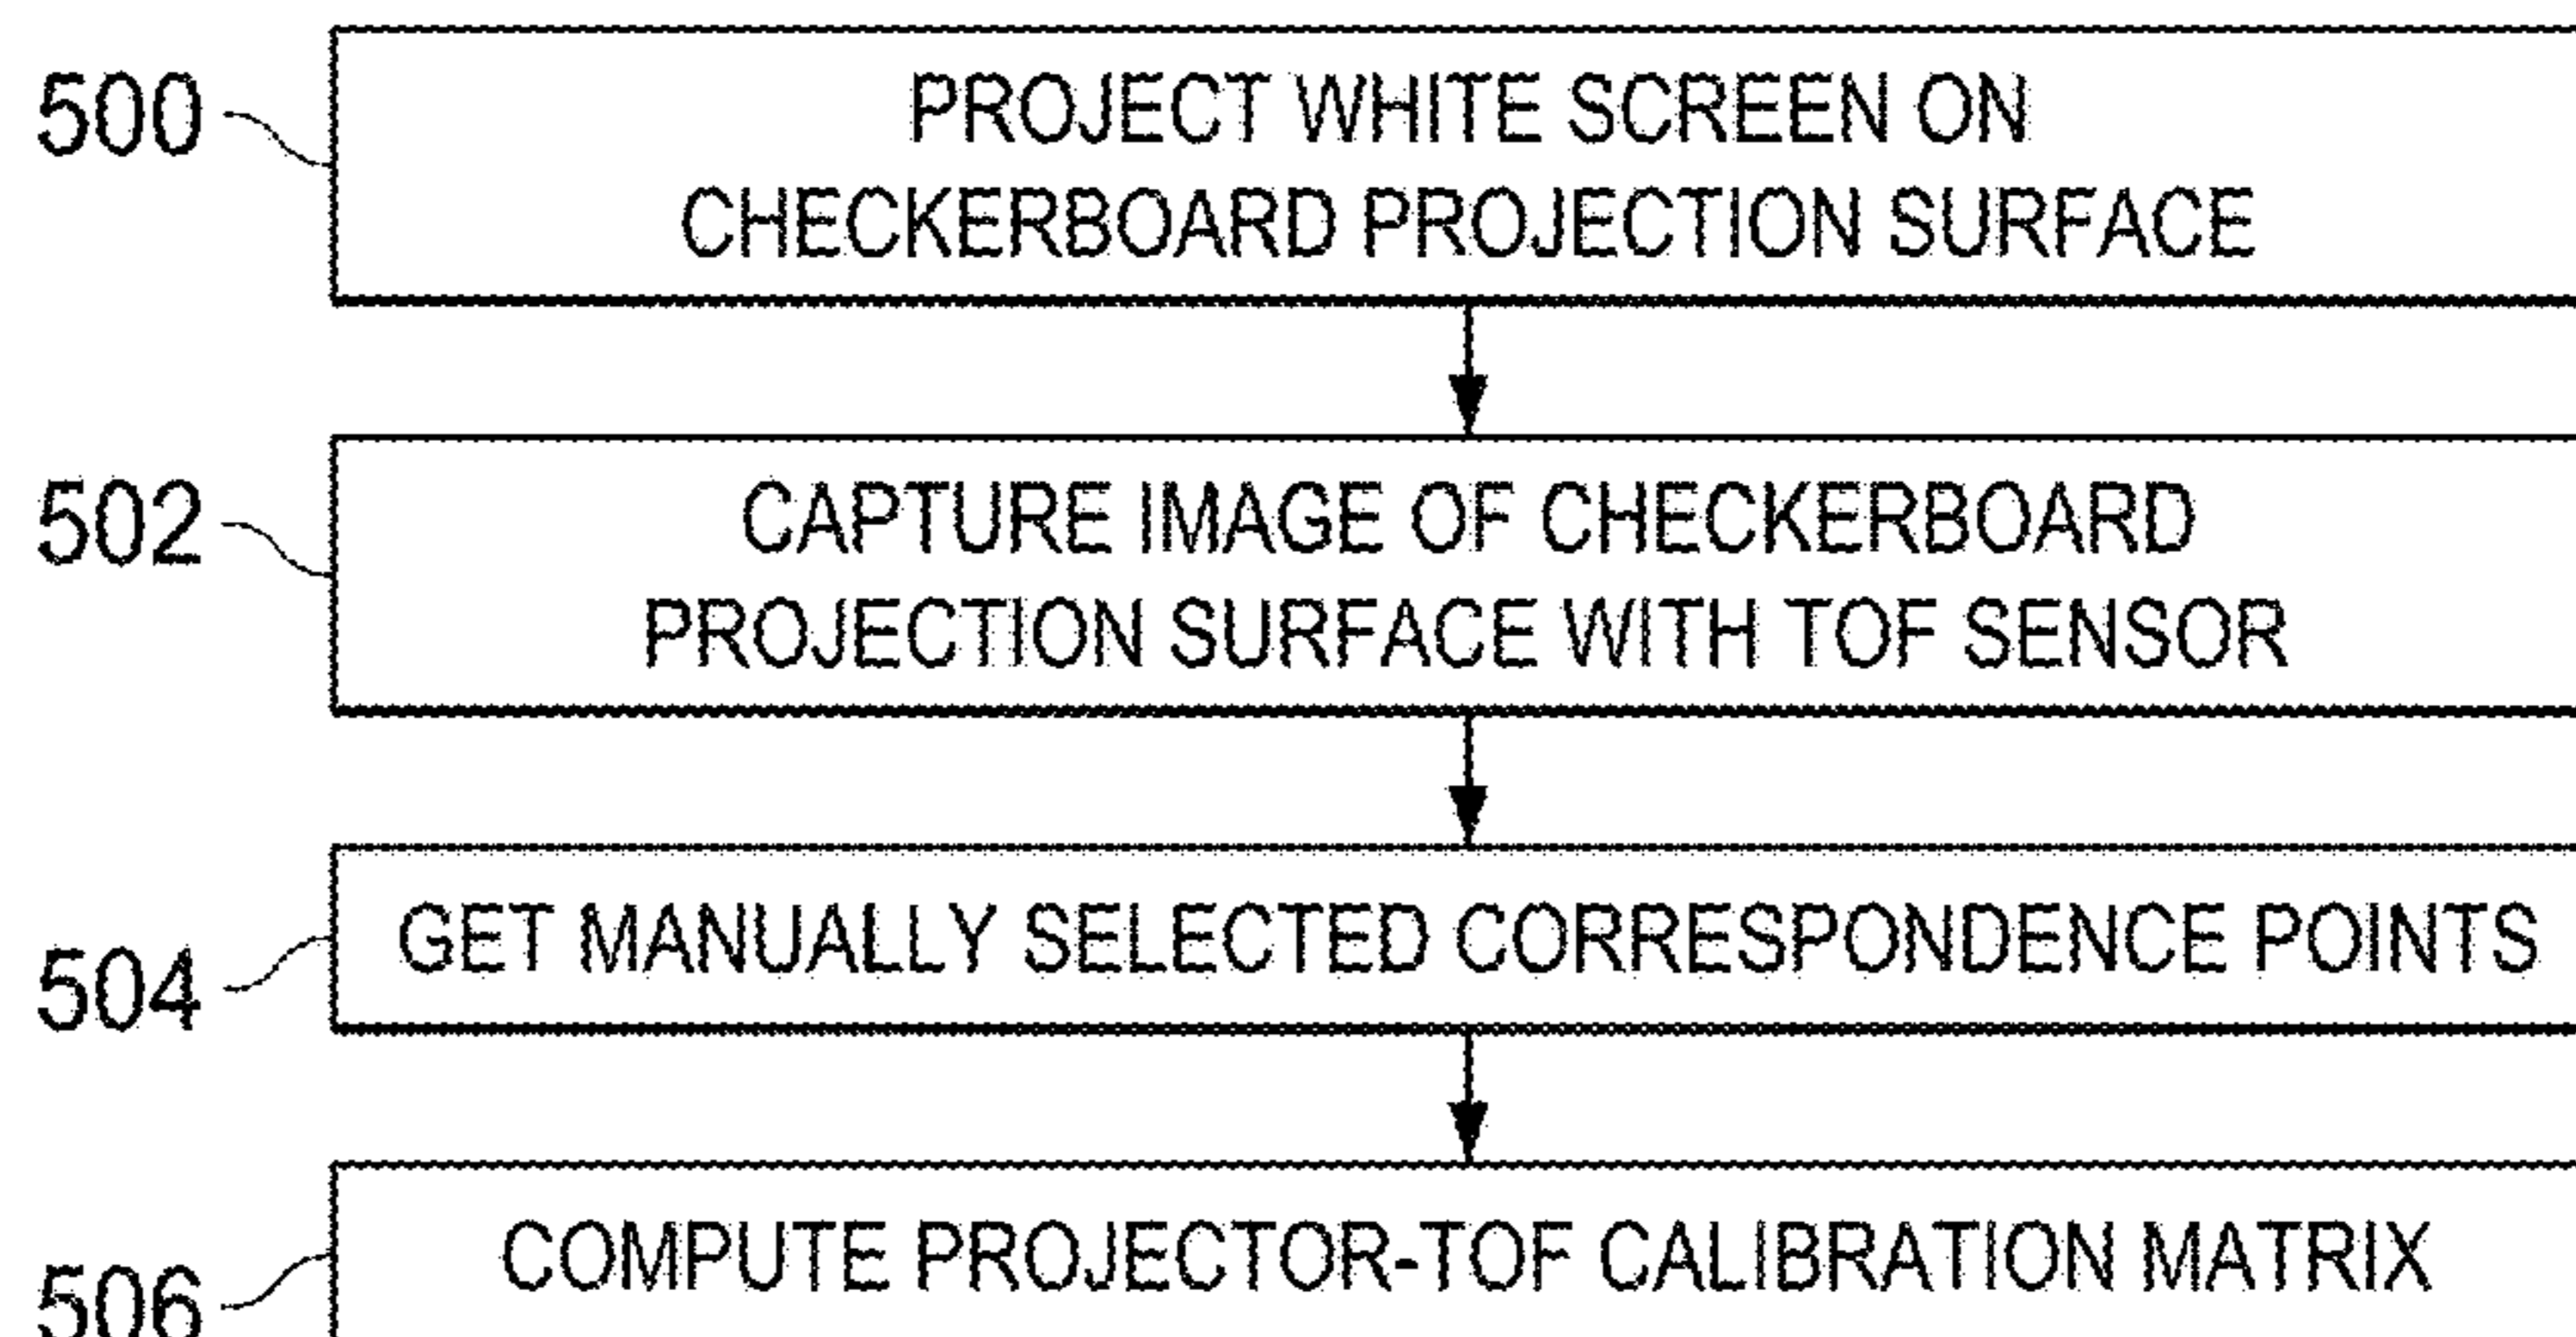 500
PROJECT WHITE SCREEN ON
CHECKERBOARD PROJECTION SURFACE
502
CAPTURE IMAGE OF CHECKERBOARD
PROJECTION SURFACE WITH TOF SENSOR
504
GET MANUALLY SELECTED CORRESPONDENCE POINTS
506
COMPUTE PROJECTOR-TOF CALIBRATION MATRIX